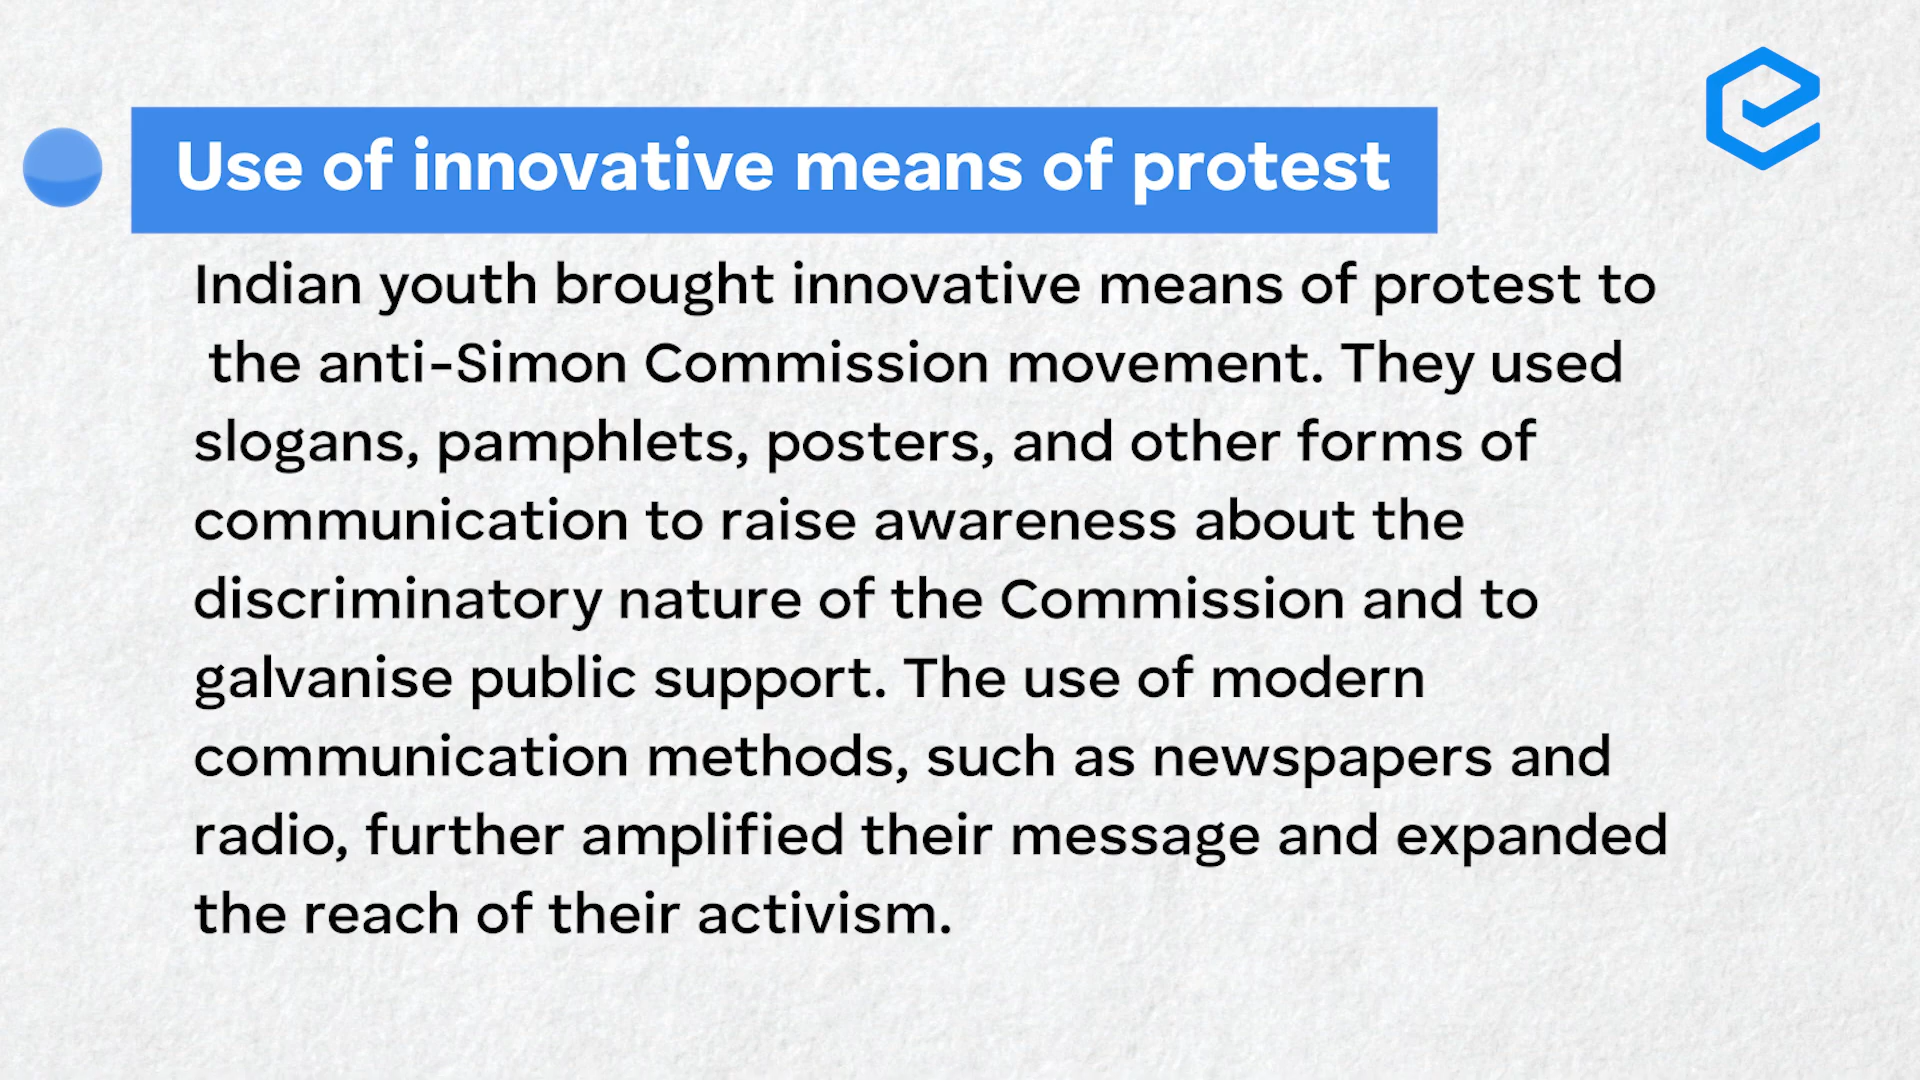 Use of innovative means of protest
Indian youth brought innovative means of protest to
the anti-Simon Commission movement. They used
slogans, pamphlets, posters, and other forms of
communication to raise awareness about the
discriminatory nature of the Commission and to
galvanise public support. The use of modern
communication methods, such as newspapers and
radio, further amplified their message and expanded
the reach of their activism.